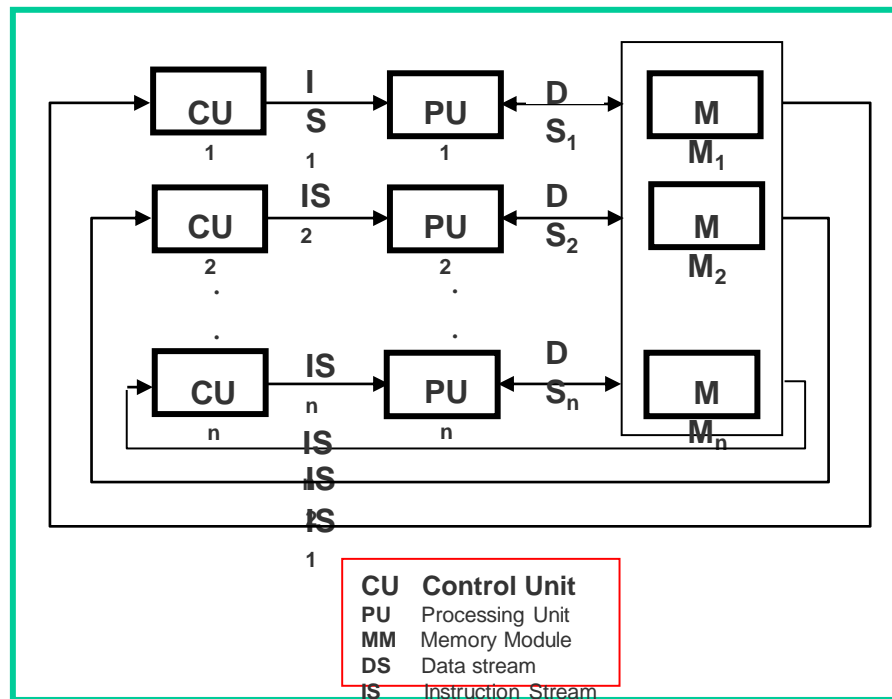 CU
1
I
S
1
PU
1
D
S₁
M
M₁
CU
2
IS
2
PU
2
D
S₂
M
M₂
.
.
.
.
CU
n
IS
n
PU
n
D
Sₙ
M
Mₙ
IS
n
IS
2
IS
1
CU Control Unit
PU Processing Unit
MM Memory Module
DS Data stream
IS Instruction Stream